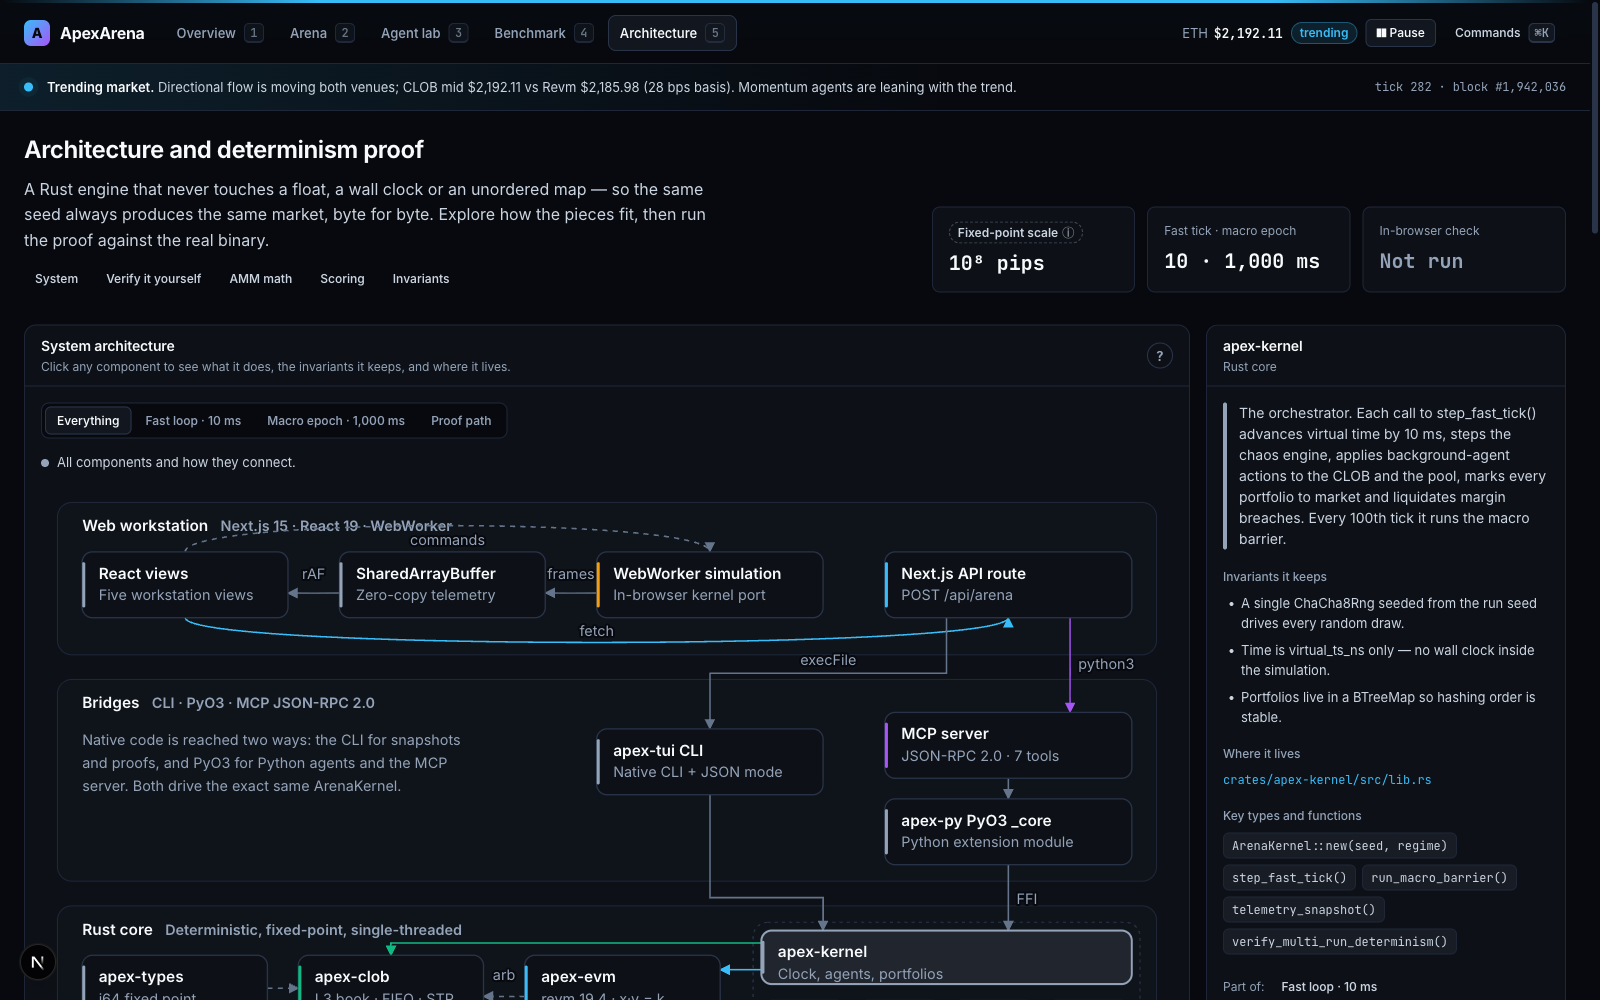 A ApexArena Overview 1 Arena 2 Agent lab 3 Benchmark 4 Architecture 5 ETH $2,192.11 trending Pause Commands ⌘K
Trending market. Directional flow is moving both venues; CLOB mid $2,192.11 vs Revm $2,185.98 (28 bps basis). Momentum agents are leaning with the trend. tick 282 · block #1,942,036
Architecture and determinism proof
A Rust engine that never touches a float, a wall clock or an unordered map — so the same
seed always produces the same market, byte for byte. Explore how the pieces fit, then run
the proof against the real binary.
System Verify it yourself AMM math Scoring Invariants
Fixed-point scale ⓘ
10⁸ pips
Fast tick · macro epoch
10 · 1,000 ms
In-browser check
Not run
System architecture
Click any component to see what it does, the invariants it keeps, and where it lives.
?
Everything Fast loop · 10 ms Macro epoch · 1,000 ms Proof path
All components and how they connect.
Web workstation Next.js 15 · React 19 · WebWorker
commands
React views
Five workstation views
rAF
SharedArrayBuffer
Zero-copy telemetry
frames
WebWorker simulation
In-browser kernel port
Next.js API route
POST /api/arena
fetch
execFile
python3
Bridges CLI · PyO3 · MCP JSON-RPC 2.0
Native code is reached two ways: the CLI for snapshots
and proofs, and PyO3 for Python agents and the MCP
server. Both drive the exact same ArenaKernel.
apex-tui CLI
Native CLI + JSON mode
MCP server
JSON-RPC 2.0 · 7 tools
apex-py PyO3 _core
Python extension module
FFI
Rust core Deterministic, fixed-point, single-threaded
apex-types
i64 fixed point
apex-clob
L3 book · FIFO · STP
arb
apex-evm
revm 19.4 · x·y = k
apex-kernel
Clock, agents, portfolios
N
apex-kernel
Rust core
The orchestrator. Each call to step_fast_tick()
advances virtual time by 10 ms, steps the
chaos engine, applies background-agent
actions to the CLOB and the pool, marks every
portfolio to market and liquidates margin
breaches. Every 100th tick it runs the macro
barrier.
Invariants it keeps
• A single ChaCha8Rng seeded from the run seed
drives every random draw.
• Time is virtual_ts_ns only — no wall clock inside
the simulation.
• Portfolios live in a BTreeMap so hashing order is
stable.
Where it lives
crates/apex-kernel/src/lib.rs
Key types and functions
ArenaKernel::new(seed, regime)
step_fast_tick() run_macro_barrier()
telemetry_snapshot()
verify_multi_run_determinism()
Part of: Fast loop · 10 ms